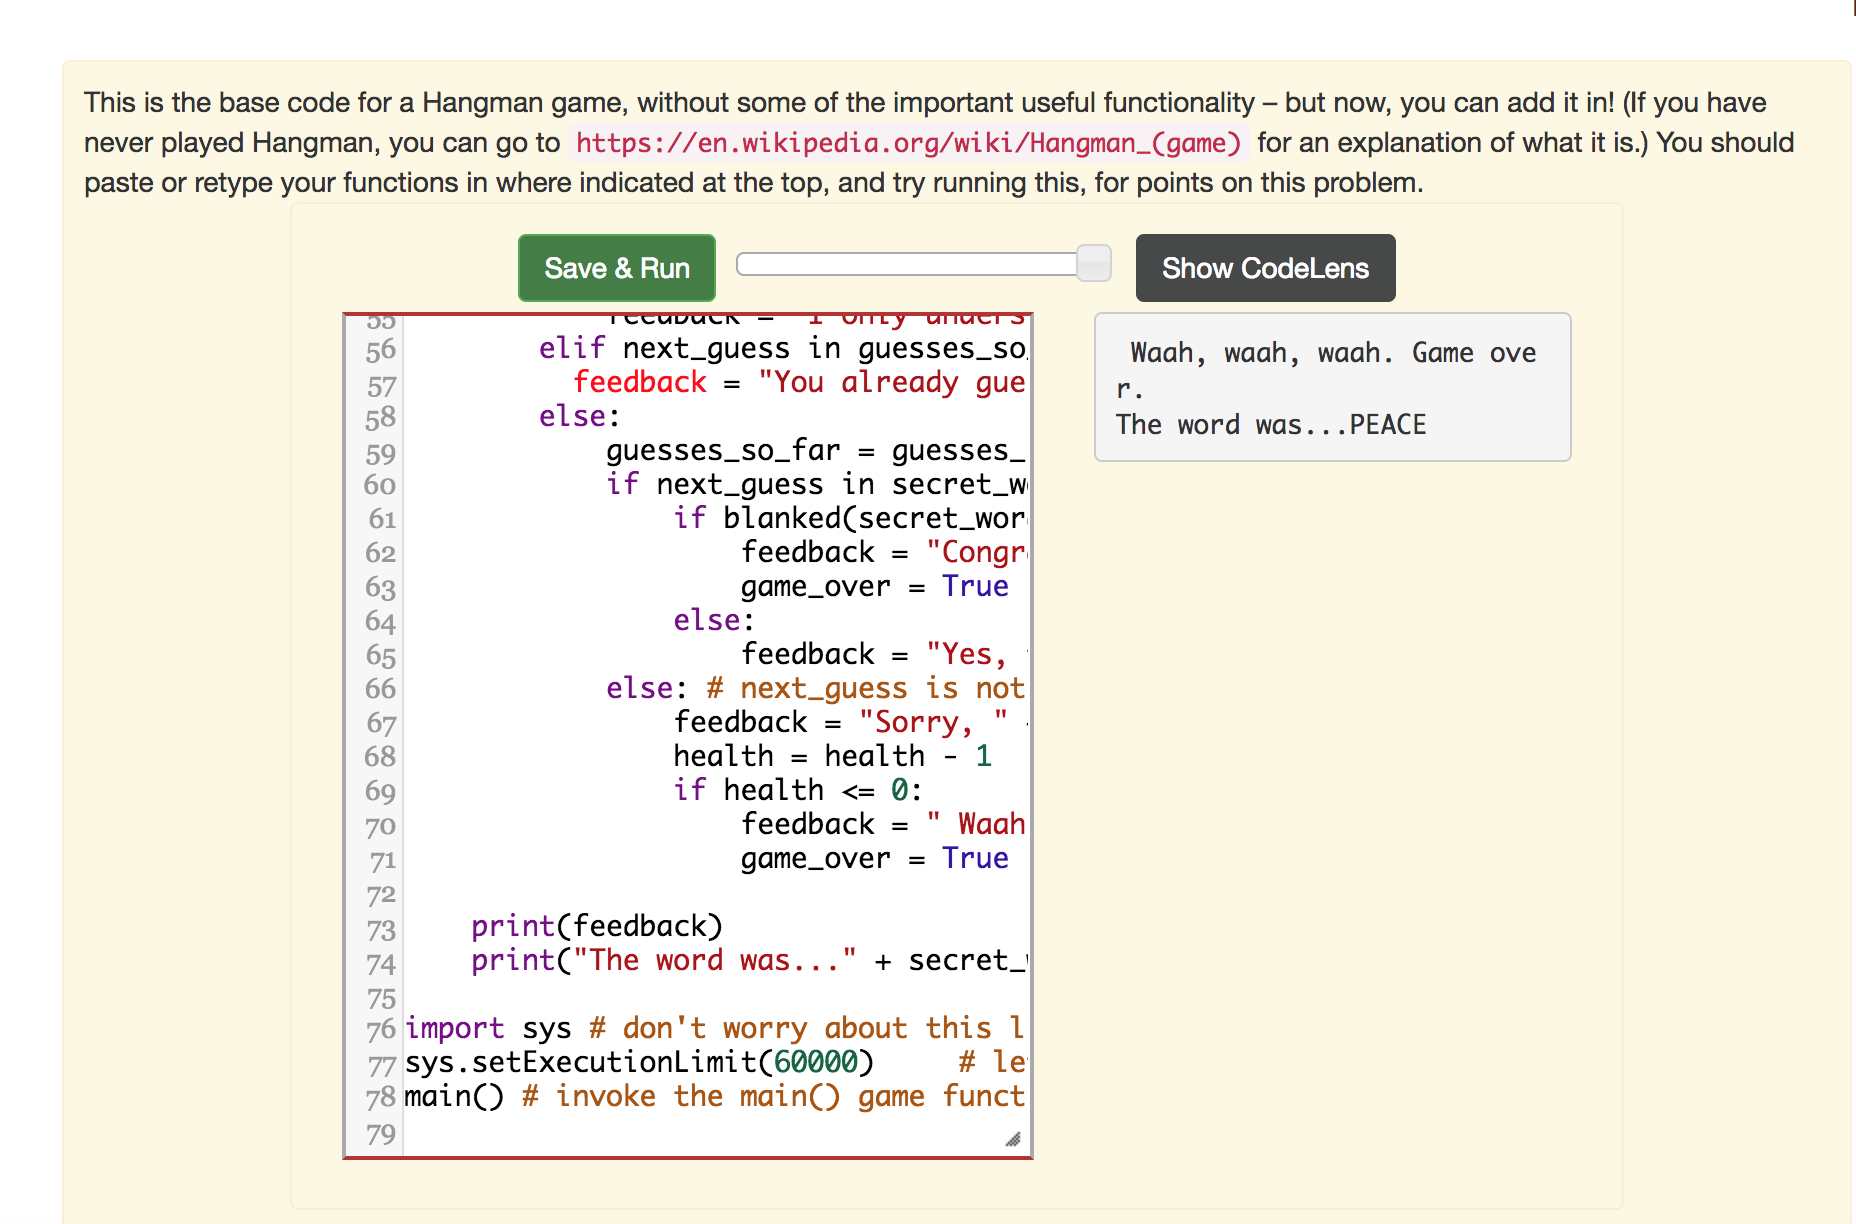 This is the base code for a Hangman game, without some of the important useful functionality – but now, you can add it in! (If you have
never played Hangman, you can go to https://en.wikipedia.org/wiki/Hangman_(game) for an explanation of what it is.) You should
paste or retype your functions in where indicated at the top, and try running this, for points on this problem.
Save & Run
Show CodeLens
55 feedback = "I only unders
56 elif next_guess in guesses_so
57 feedback = "You already gue
58 else:
59 guesses_so_far = guesses_
60 if next_guess in secret_w
61 if blanked(secret_wor
62 feedback = "Congr
63 game_over = True
64 else:
65 feedback = "Yes,
66 else: # next_guess is not
67 feedback = "Sorry, "
68 health = health - 1
69 if health <= 0:
70 feedback = " Waah
71 game_over = True
72
73 print(feedback)
74 print("The word was..." + secret_
75
76 import sys # don't worry about this l
77 sys.setExecutionLimit(60000) # le
78 main() # invoke the main() game funct
79
Waah, waah, waah. Game ove
r.
The word was...PEACE